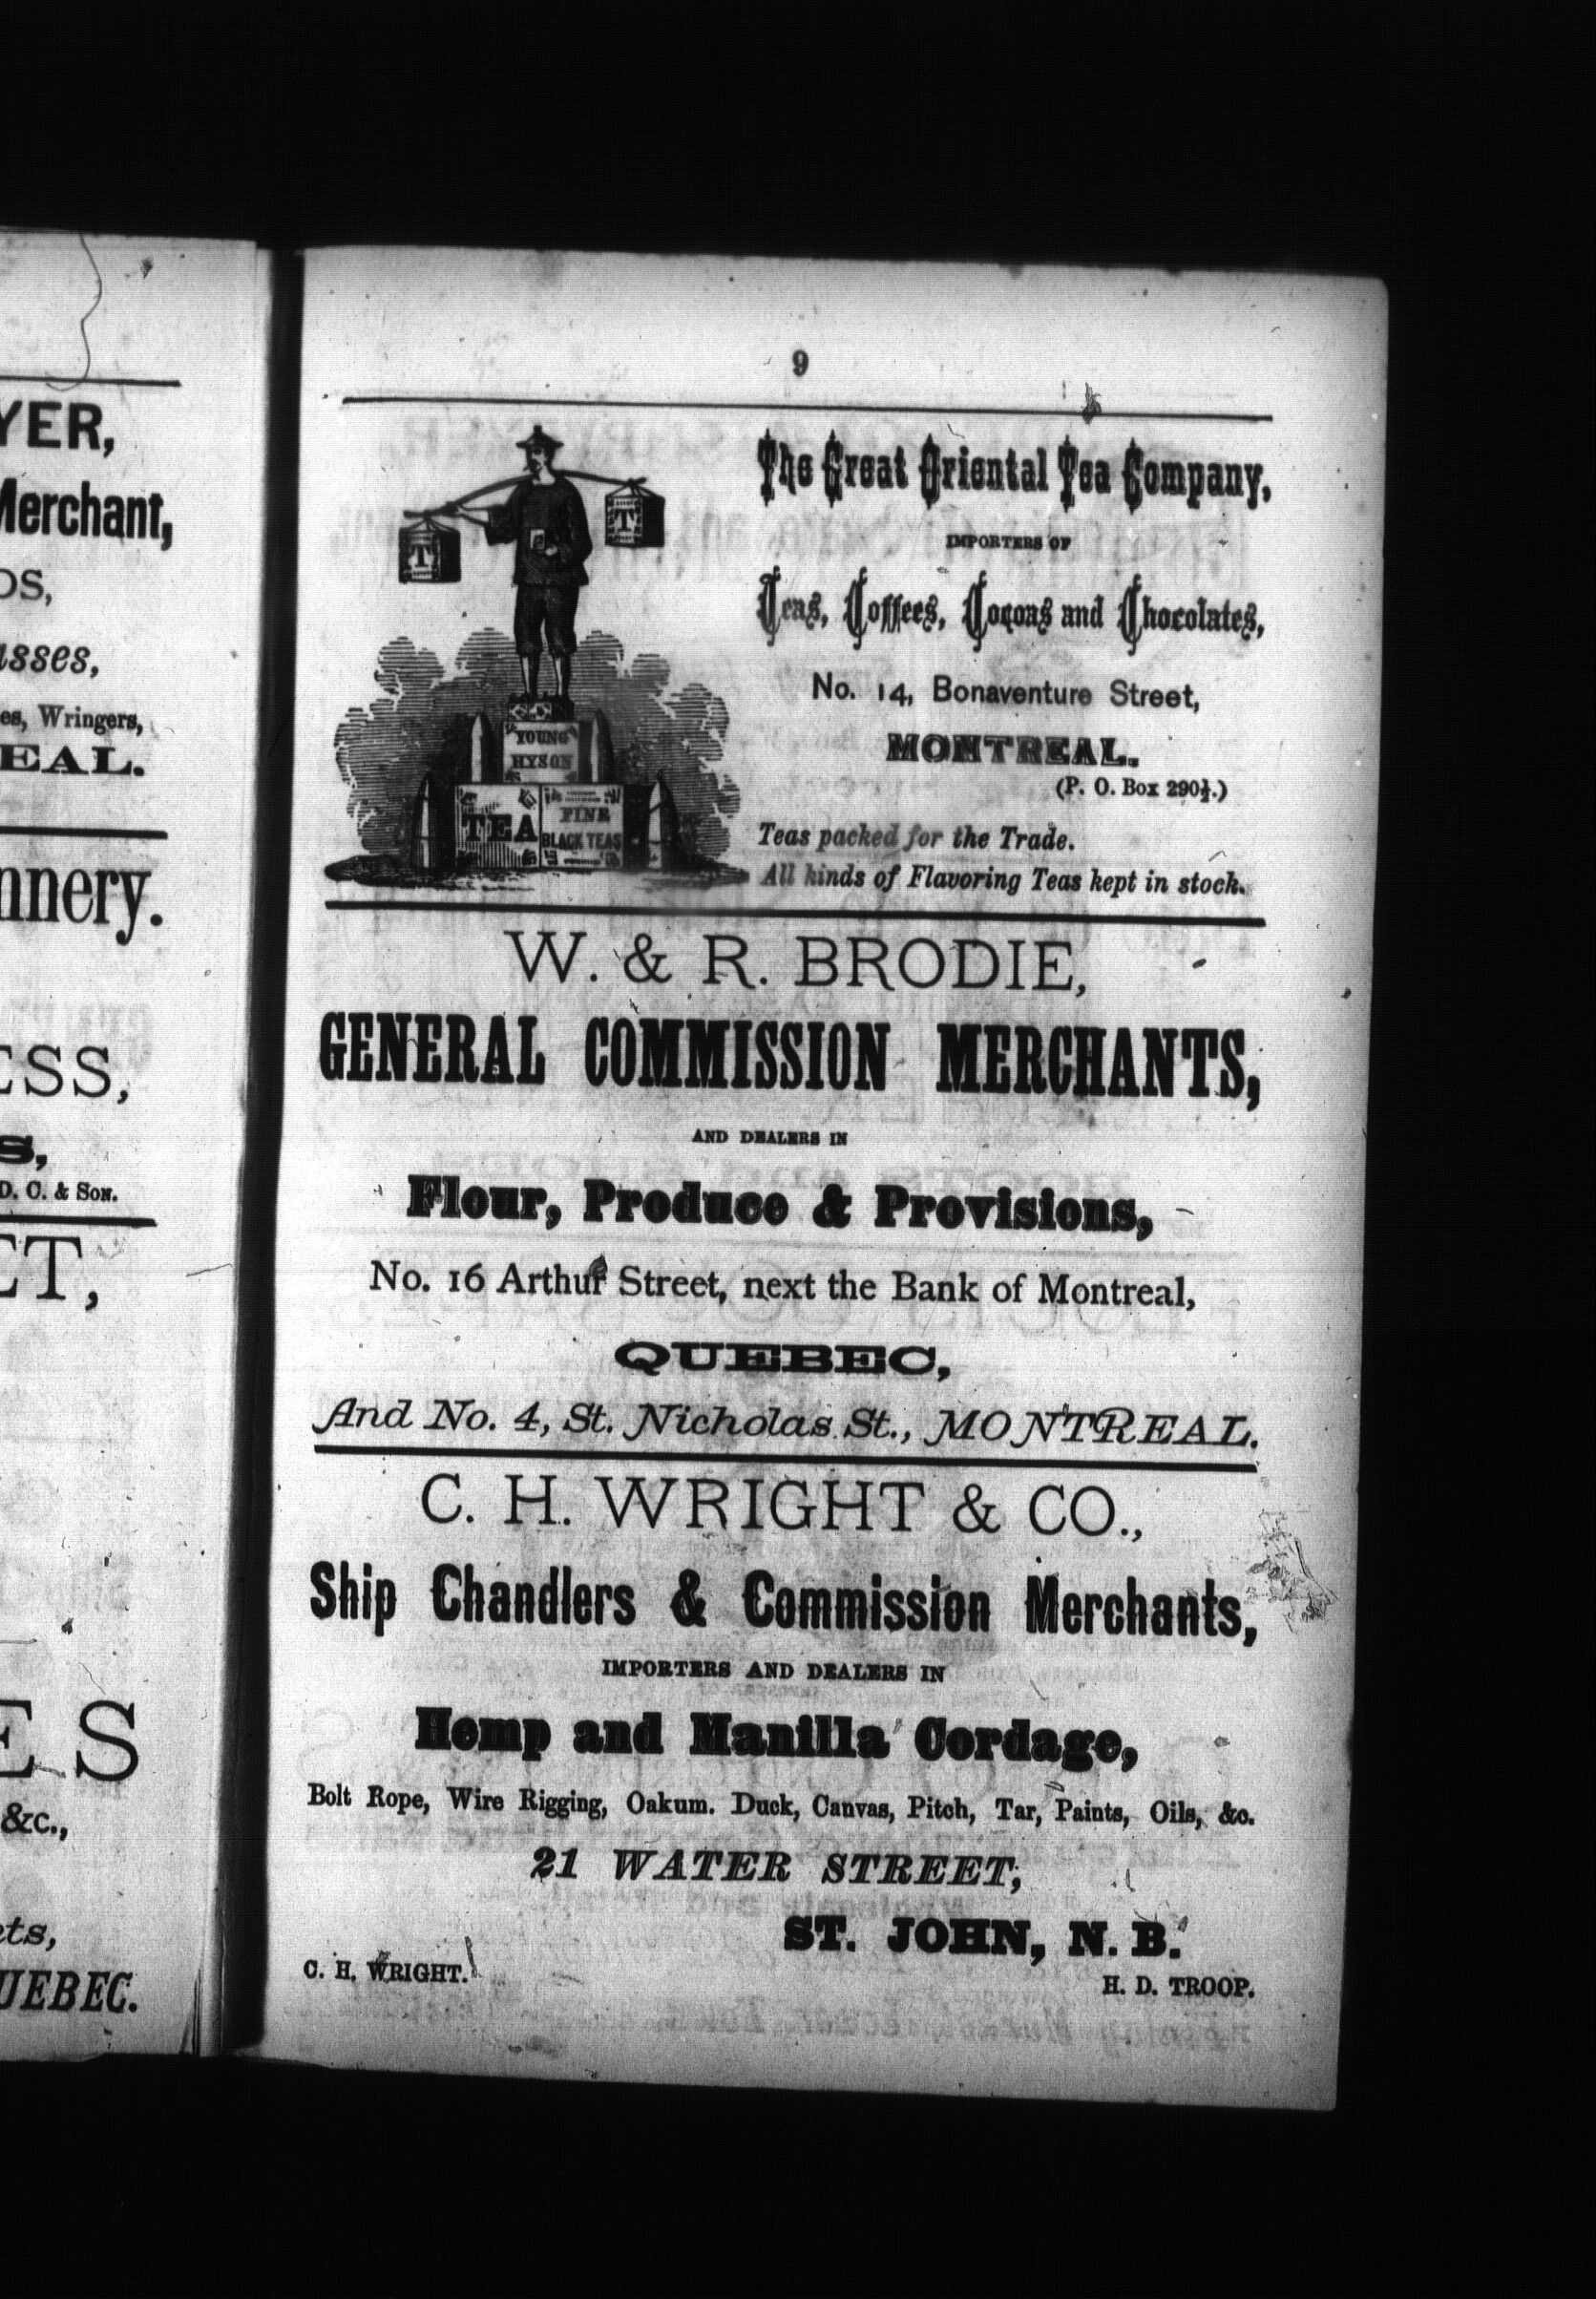 YER,
Merchant,
OS,
asses,
es, Wringers,
EAL.
nnery.
ESS,
S,
D. C. & Son.
ET,
ES
&c.,
ets,
UEBEC.
9
T
T
YOUNG
HYSON
TEA
FINE
BLACK TEAS
The Great Oriental Tea Company,
IMPORTERS OF
Teas, Coffees, Cocoas and Chocolates,
No. 14, Bonaventure Street,
MONTREAL.
(P. O. Box 290½.)
Teas packed for the Trade.
All kinds of Flavoring Teas kept in stock.
W. & R. BRODIE,
GENERAL COMMISSION MERCHANTS,
AND DEALERS IN
Flour, Produce & Provisions,
No. 16 Arthur Street, next the Bank of Montreal,
QUEBEC,
And No. 4, St. Nicholas St., MONTREAL.
C. H. WRIGHT & CO.,
Ship Chandlers & Commission Merchants,
IMPORTERS AND DEALERS IN
Hemp and Manilla Cordage,
Bolt Rope, Wire Rigging, Oakum. Duck, Canvas, Pitch, Tar, Paints, Oils, &c.
21 WATER STREET,
ST. JOHN, N. B.
C. H. WRIGHT.
H. D. TROOP.